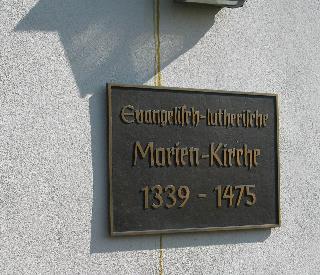 Evangelisch-lutherische
Marien-Kirche
1339 - 1475